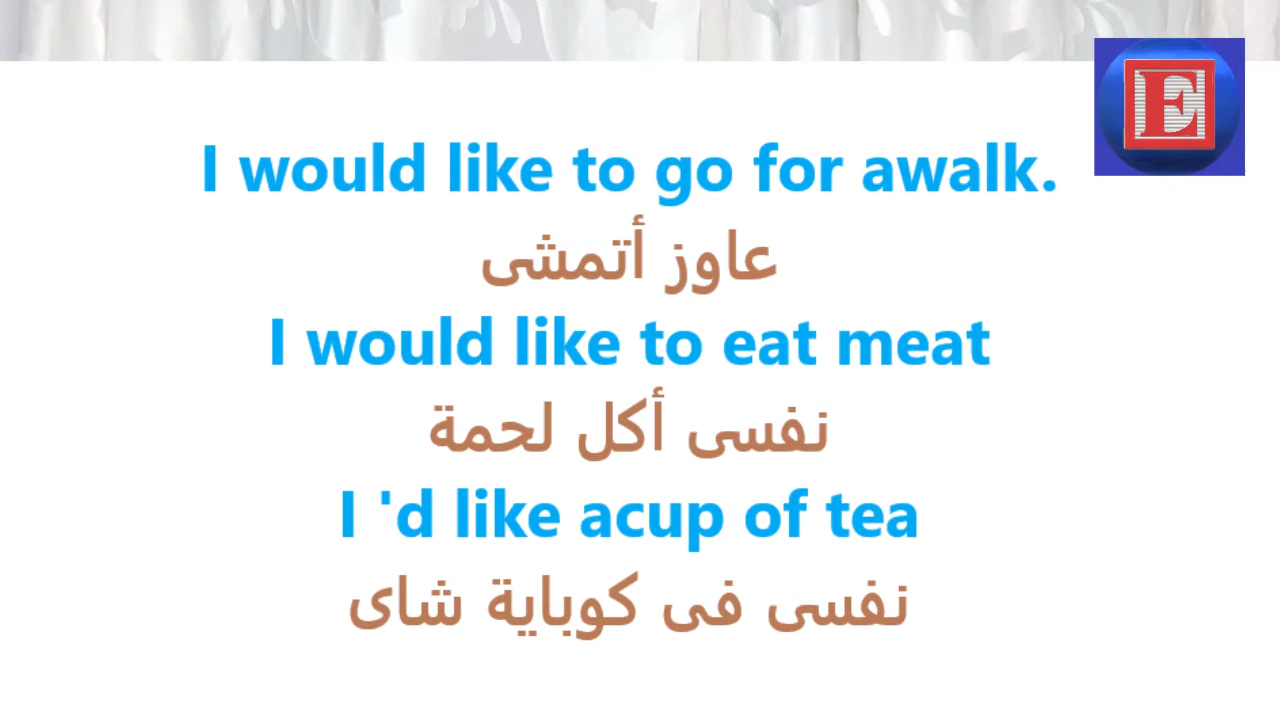 E
I would like to go for awalk.
عاوز أتمشى
I would like to eat meat
نفسى أكل لحمة
I 'd like acup of tea
نفسى فى كوباية شاى